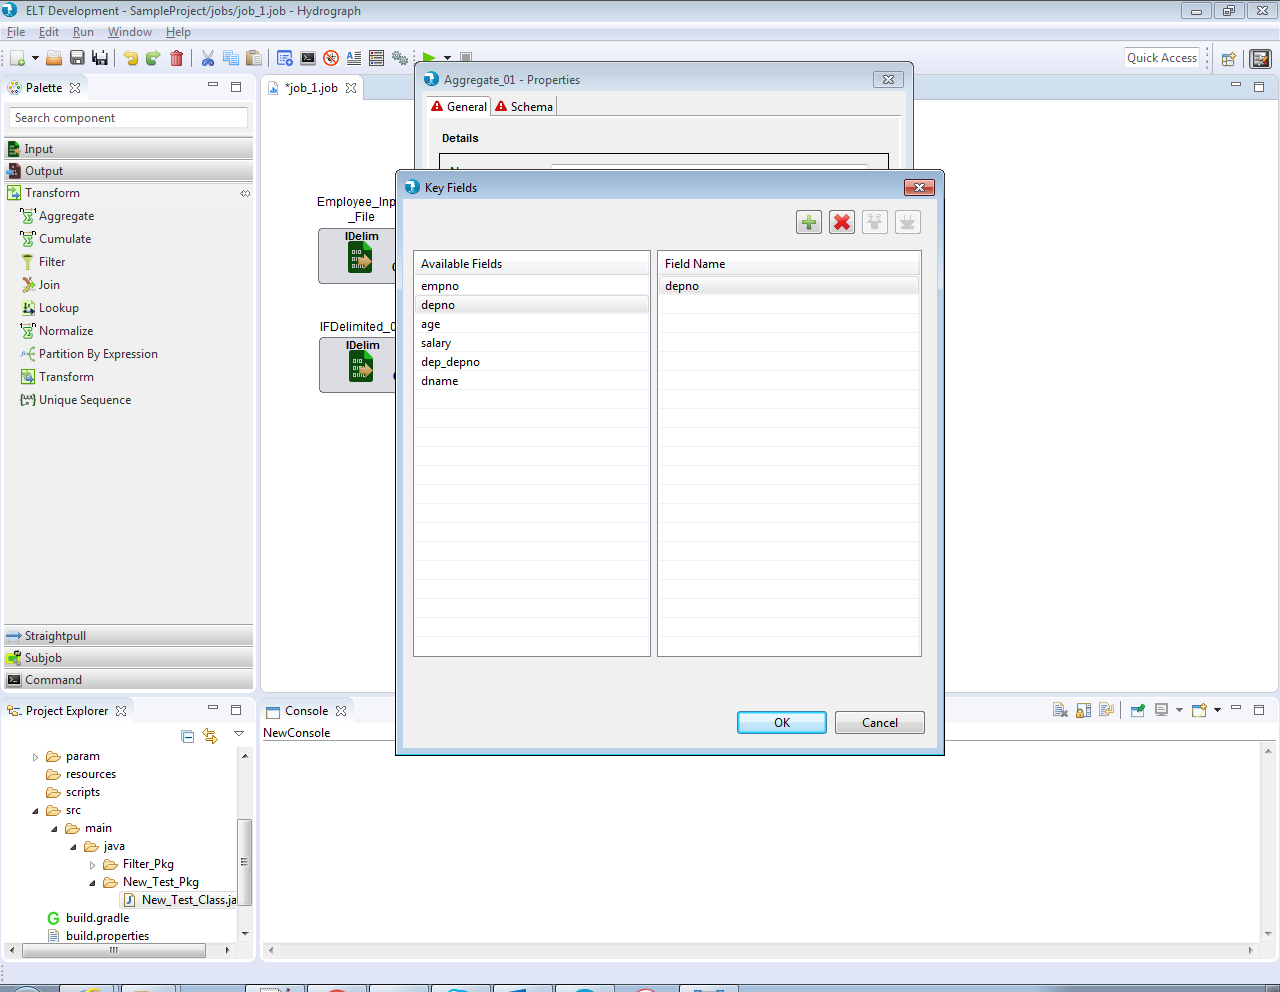 ELT Development - SampleProject/jobs/job_1.job - Hydrograph
File Edit Run Window Help
Quick Access
Palette
*job_1.job
Search component
Input
Output
Transform
Aggregate
Cumulate
Filter
Join
Lookup
Normalize
Partition By Expression
Transform
Unique Sequence
Straightpull
Subjob
Command
Employee_Inp
_File
IDelim
IFDelimited_0
IDelim
Aggregate_01 - Properties
General
Schema
Details
Key Fields
Available Fields
empno
depno
age
salary
dep_depno
dname
Field Name
depno
OK
Cancel
Project Explorer
param
resources
scripts
src
main
java
Filter_Pkg
New_Test_Pkg
New_Test_Class.ja
build.gradle
build.properties
Console
NewConsole